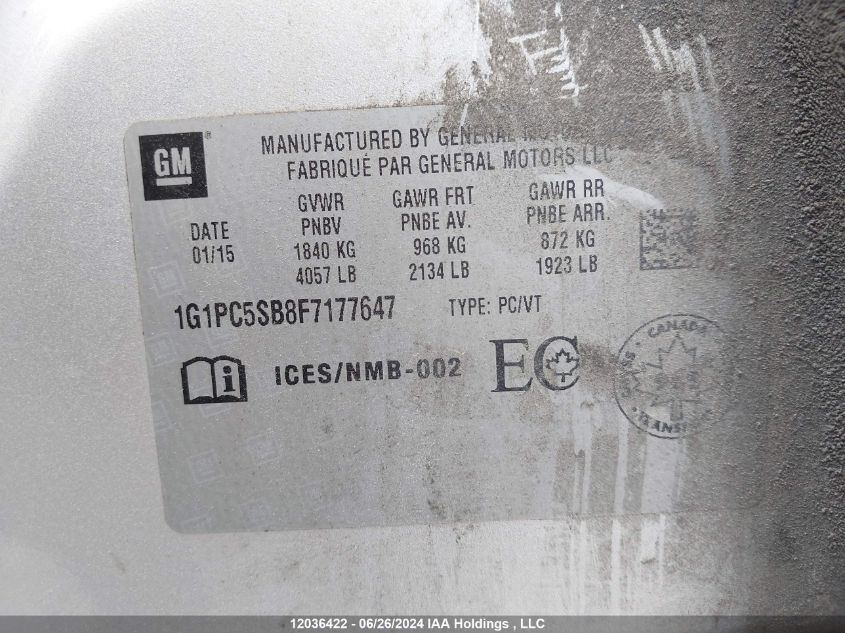 GM ®
MANUFACTURED BY GENERAL MOTORS
FABRIQUÉ PAR GENERAL MOTORS LLC
DATE
01/15
GVWR
PNBV
1840 KG
4057 LB
GAWR FRT
PNBE AV.
968 KG
2134 LB
GAWR RR
PNBE ARR.
872 KG
1923 LB
1G1PC5SB8F7177647 TYPE: PC/VT
i ICES/NMB-002 EC
CANADA
12036422 - 06/26/2024 IAA Holdings , LLC